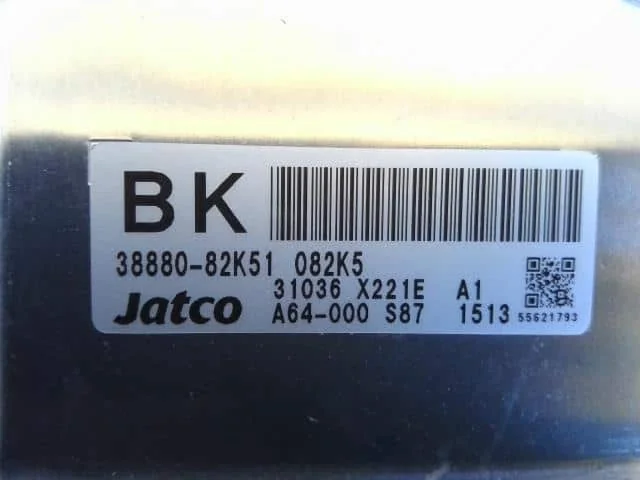 BK
38880-82K51 082K5
31036 X221E A1
Jatco A64-000 S87 1513 55621793